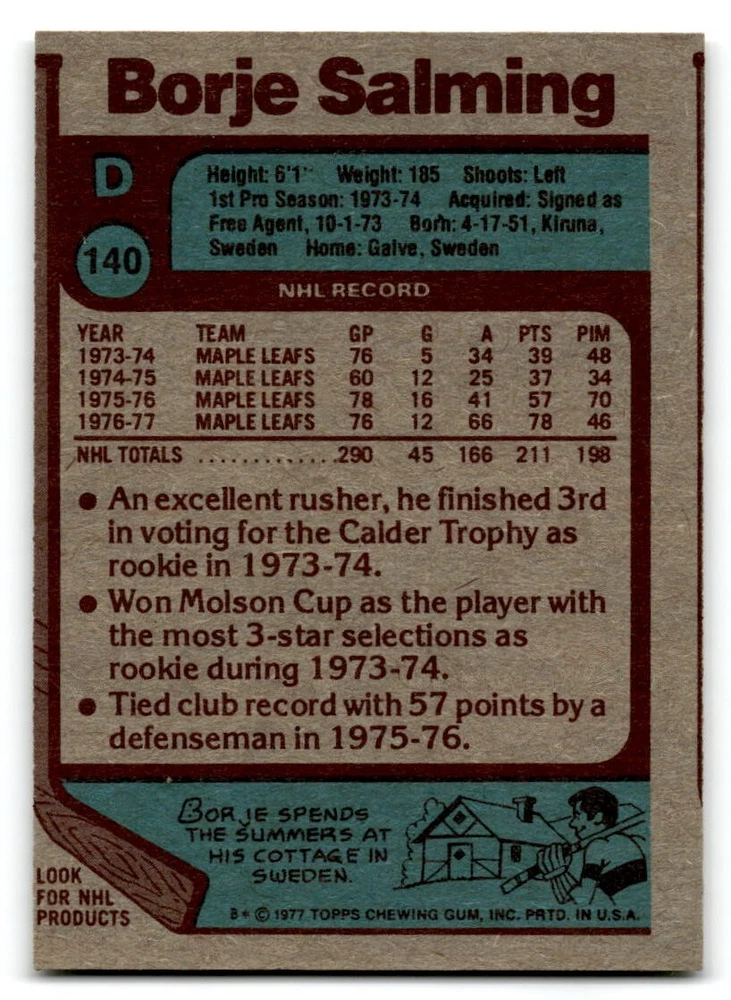 Borje Salming
D
140
Height: 6'1" Weight: 185 Shoots: Left
1st Pro Season: 1973-74 Acquired: Signed as
Free Agent, 10-1-73 Born: 4-17-51, Kiruna,
Sweden Home: Galve, Sweden
NHL RECORD
YEAR TEAM GP G A PTS PIM
1973-74 MAPLE LEAFS 76 5 34 39 48
1974-75 MAPLE LEAFS 60 12 25 37 34
1975-76 MAPLE LEAFS 78 16 41 57 70
1976-77 MAPLE LEAFS 76 12 66 78 46
NHL TOTALS .............290 45 166 211 198
● An excellent rusher, he finished 3rd
in voting for the Calder Trophy as
rookie in 1973-74.
● Won Molson Cup as the player with
the most 3-star selections as
rookie during 1973-74.
● Tied club record with 57 points by a
defenseman in 1975-76.
BORJE SPENDS
THE SUMMERS AT
HIS COTTAGE IN
SWEDEN.
LOOK
FOR NHL
PRODUCTS
B* © 1977 TOPPS CHEWING GUM, INC. PRTD. IN U.S.A.